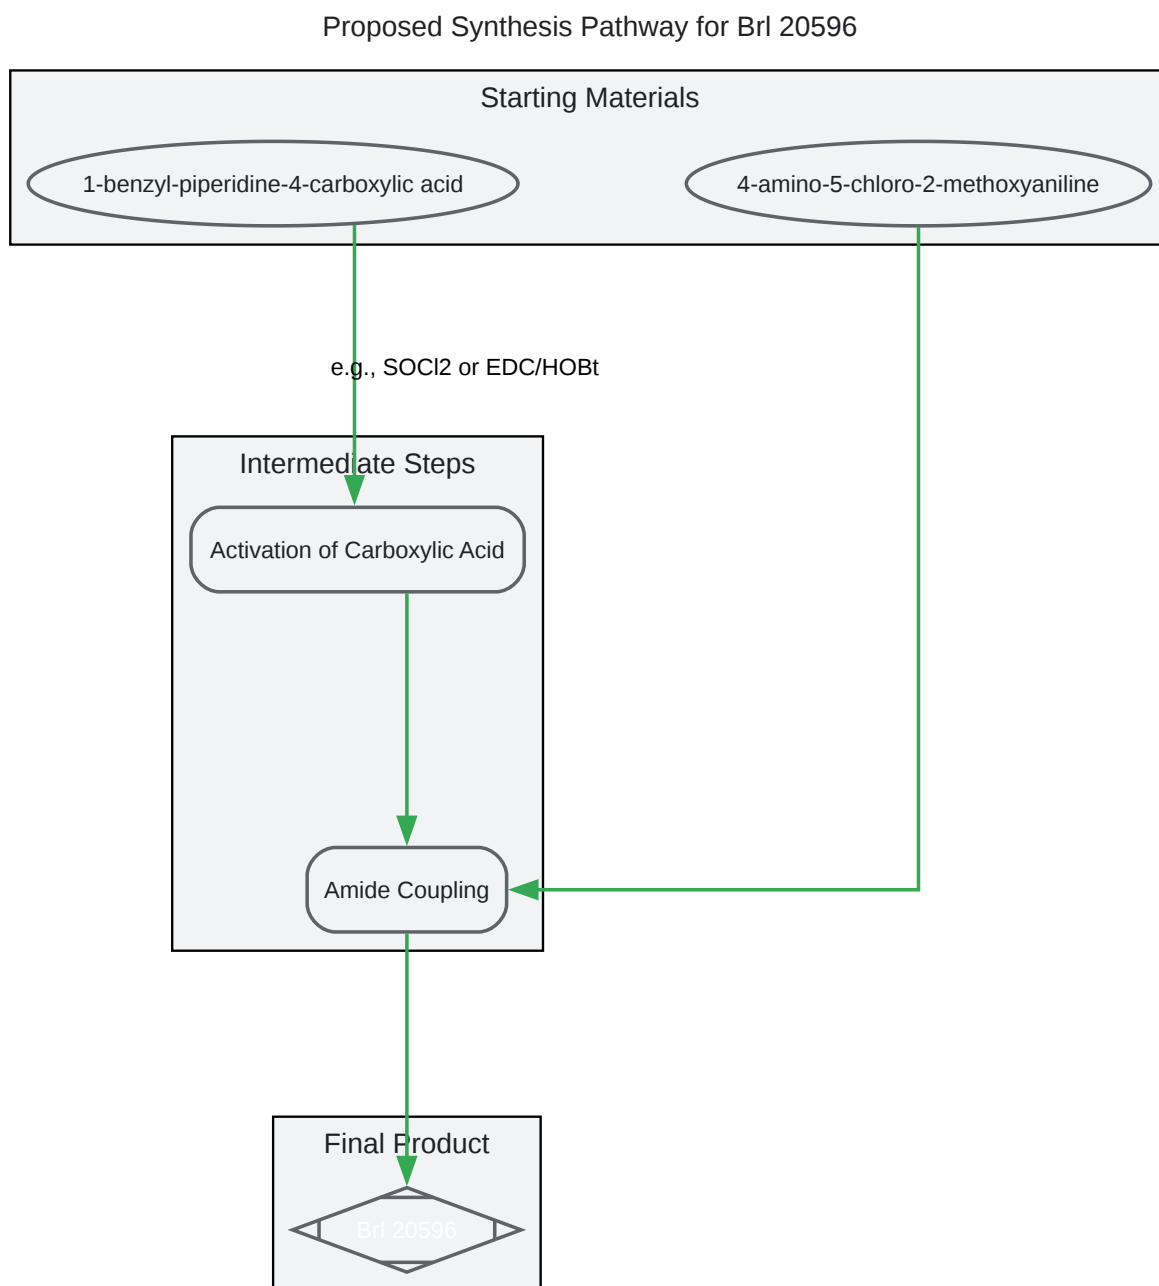 Proposed Synthesis Pathway for Brl 20596
Starting Materials
1-benzyl-piperidine-4-carboxylic acid
4-amino-5-chloro-2-methoxyaniline
e.g., SOCl2 or EDC/HOBt
Intermediate Steps
Activation of Carboxylic Acid
Amide Coupling
Final Product
Brl 20596